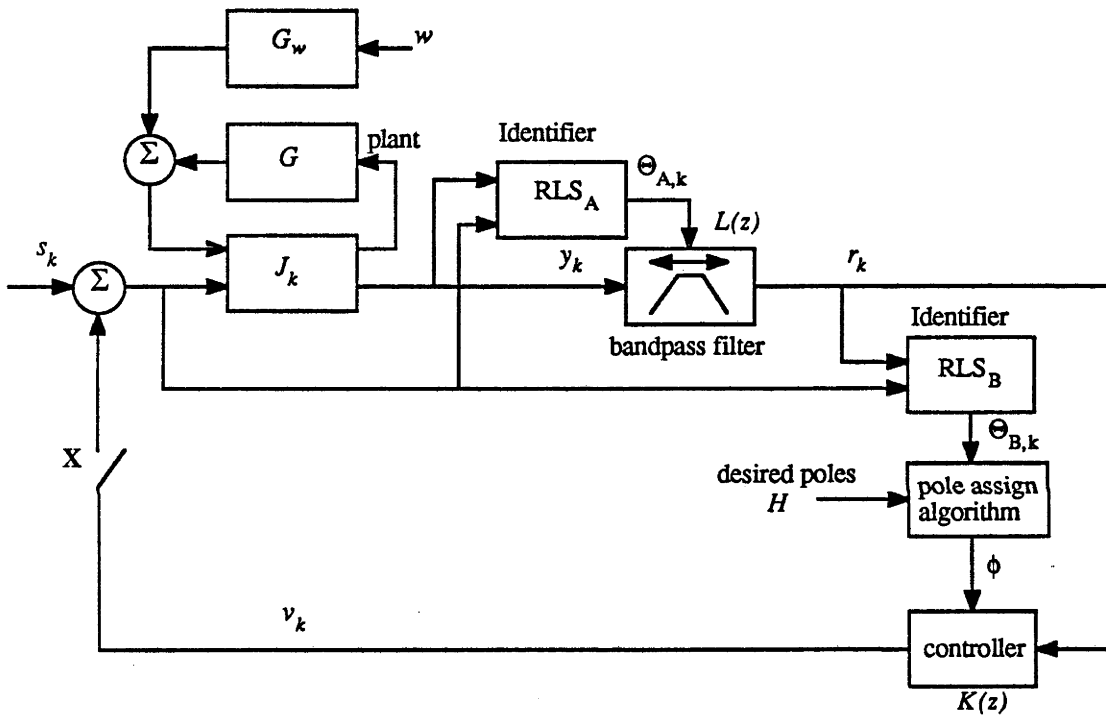 G_w
w
plant
G
Σ
Identifier
RLS_A
Θ_A,k
L(z)
s_k
Σ
J_k
y_k
r_k
bandpass filter
Identifier
RLS_B
Θ_B,k
X
desired poles
H
pole assign
algorithm
ϕ
v_k
controller
K(z)